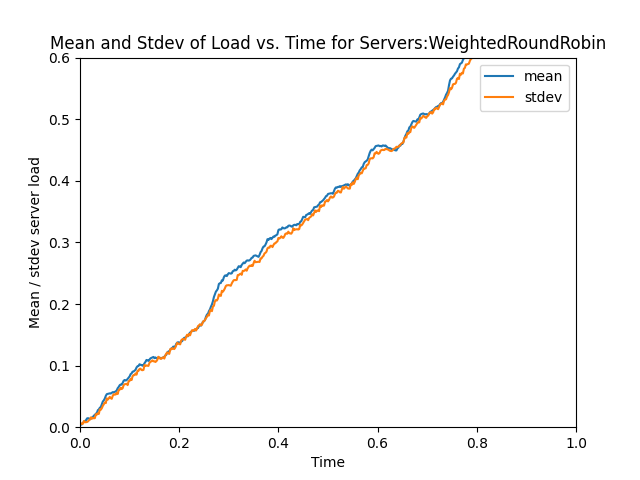 Mean and Stdev of Load vs. Time for Servers:WeightedRoundRobin
mean
stdev
Mean / stdev server load
0.6
0.5
0.4
0.3
0.2
0.1
0.0
0.0 0.2 0.4 0.6 0.8 1.0
Time